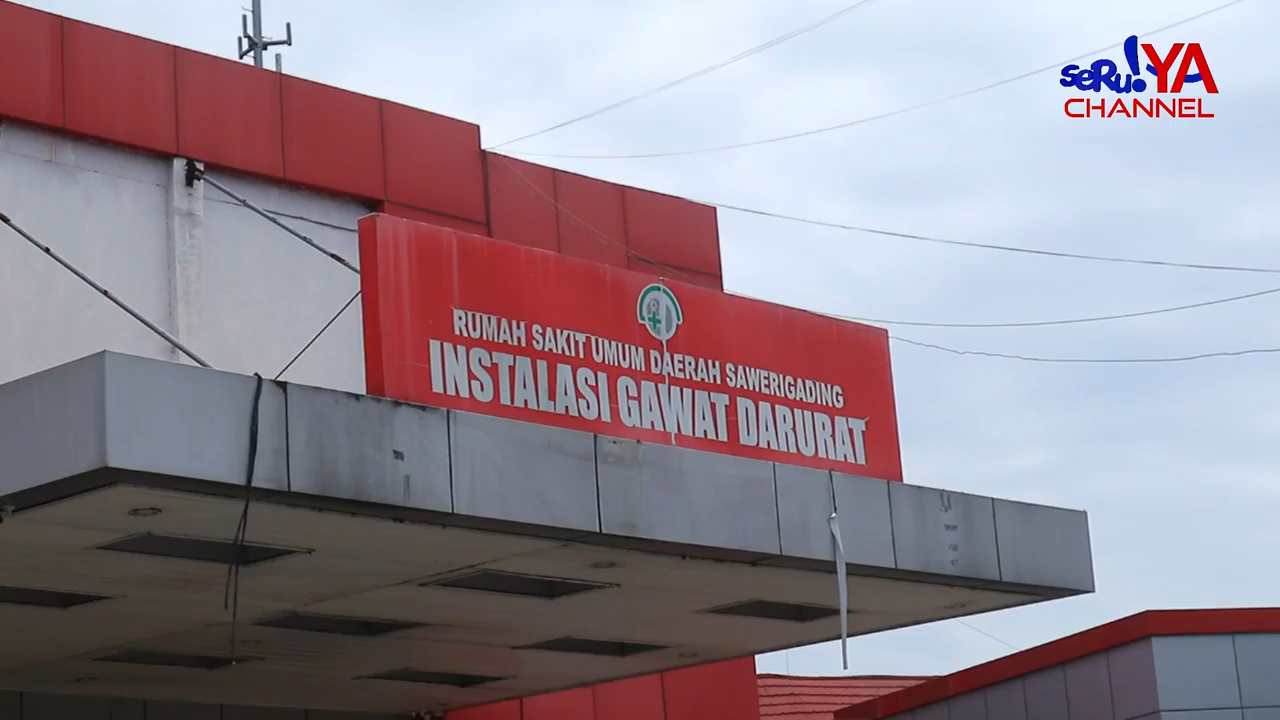 seRu!YA
CHANNEL
RUMAH SAKIT UMUM DAERAH SAWERIGADING
INSTALASI GAWAT DARURAT